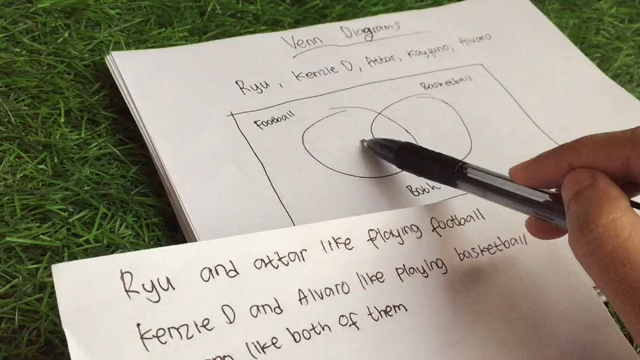 Venn Diagrams
Ryu, Kenzie D, Attar, Kayzano, Alvaro
Football
Basketball
Both
Ryu and attar like playing football
Kenzie D and Alvaro like playing basketball
like both of them